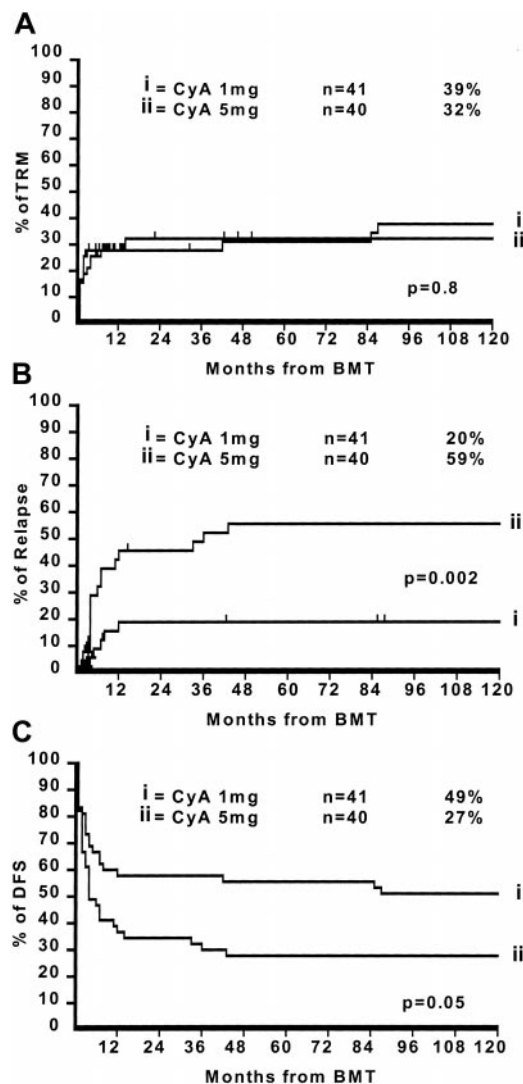 A
100
90
80
70
60
50
40
30
20
10
0
% of TRM
i = CyA 1mg n=41 39%
ii = CyA 5mg n=40 32%
i
ii
p=0.8
12 24 36 48 60 72 84 96 108 120
Months from BMT
B
100
90
80
70
60
50
40
30
20
10
0
% of Relapse
i = CyA 1mg n=41 20%
ii = CyA 5mg n=40 59%
ii
p=0.002
i
12 24 36 48 60 72 84 96 108 120
Months from BMT
C
100
90
80
70
60
50
40
30
20
10
0
% of DFS
i = CyA 1mg n=41 49%
ii = CyA 5mg n=40 27%
i
ii
p=0.05
12 24 36 48 60 72 84 96 108 120
Months from BMT